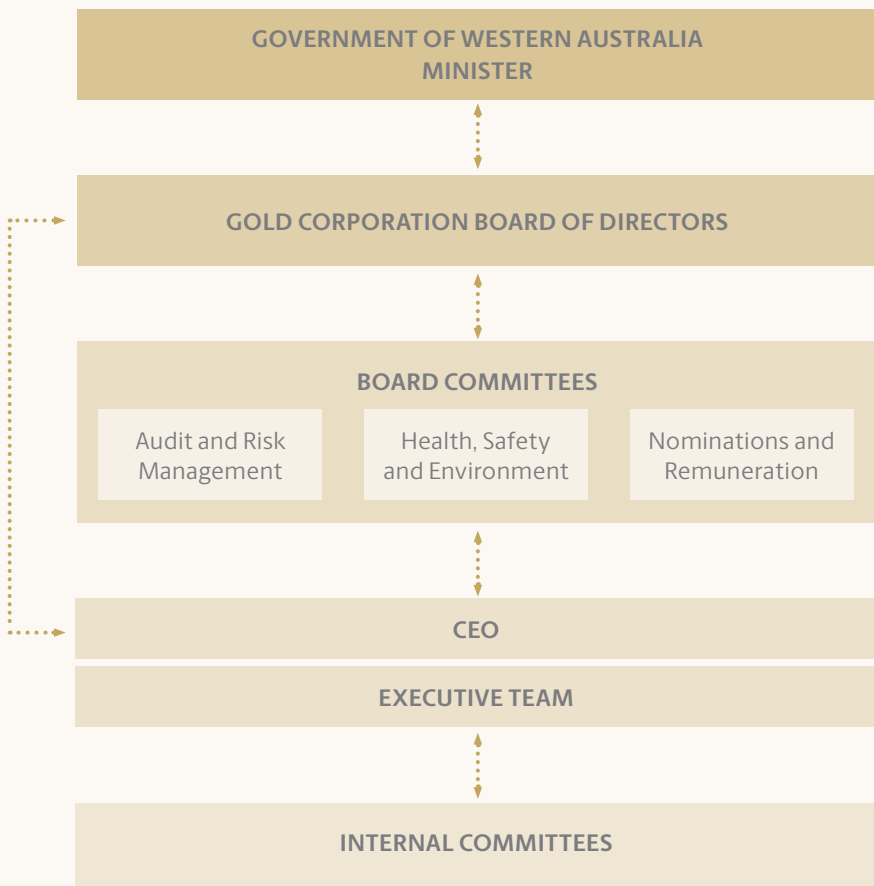 GOVERNMENT OF WESTERN AUSTRALIA
MINISTER
GOLD CORPORATION BOARD OF DIRECTORS
BOARD COMMITTEES
Audit and Risk
Management
Health, Safety
and Environment
Nominations and
Remuneration
CEO
EXECUTIVE TEAM
INTERNAL COMMITTEES